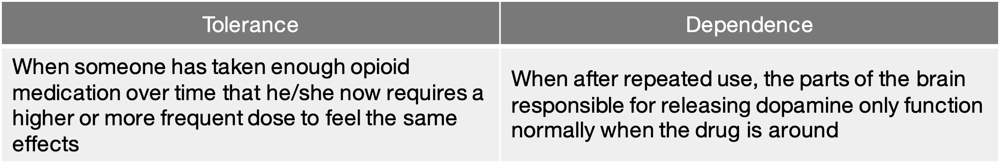 Tolerance
Dependence
When someone has taken enough opioid
medication over time that he/she now requires a
higher or more frequent dose to feel the same
effects
When after repeated use, the parts of the brain
responsible for releasing dopamine only function
normally when the drug is around